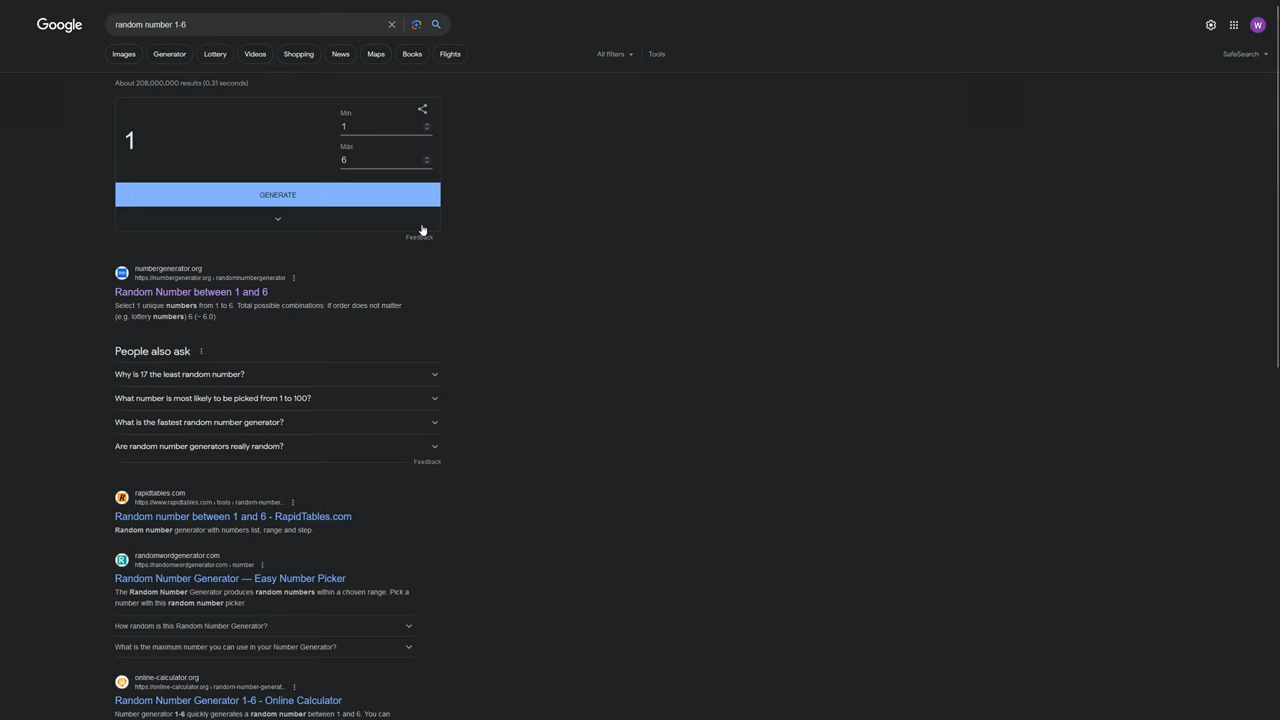 Google
random number 1-6
W
Images
Generator
Lottery
Videos
Shopping
News
Maps
Books
Flights
All filters
Tools
SafeSearch
About 208,000,000 results (0.31 seconds)
1
Min
1
Max
6
GENERATE
Feedback
numbergenerator.org
https://numbergenerator.org › randomnumbergenerator
Random Number between 1 and 6
Select 1 unique numbers from 1 to 6. Total possible combinations. If order does not matter
(e.g. lottery numbers) 6 (~ 6.0)
People also ask
Why is 17 the least random number?
What number is most likely to be picked from 1 to 100?
What is the fastest random number generator?
Are random number generators really random?
Feedback
rapidtables.com
https://www.rapidtables.com › tools › random-number...
Random number between 1 and 6 - RapidTables.com
Random number generator with numbers list, range and step.
R
randomwordgenerator.com
https://randomwordgenerator.com › number
Random Number Generator — Easy Number Picker
The Random Number Generator produces random numbers within a chosen range. Pick a
number with this random number picker.
How random is this Random Number Generator?
What is the maximum number you can use in your Number Generator?
online-calculator.org
https://online-calculator.org › random-number-generat...
Random Number Generator 1-6 - Online Calculator
Number generator 1-6 quickly generates a random number between 1 and 6. You can